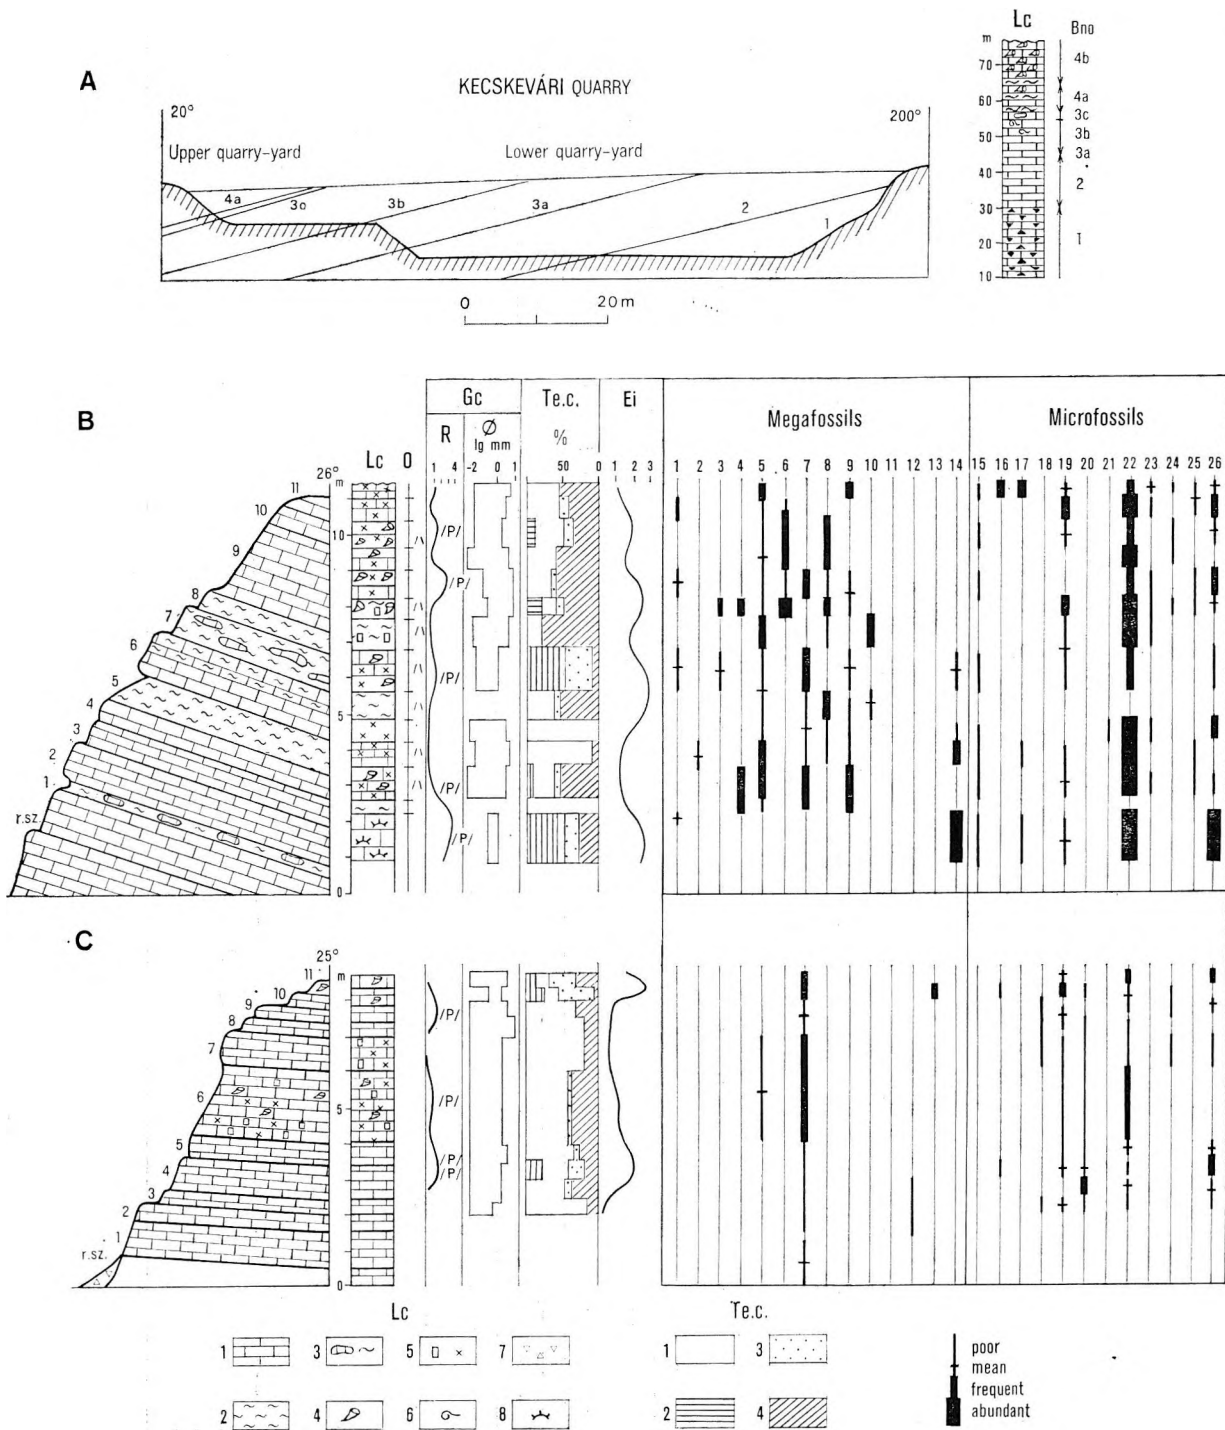 A
KECSKEVÁRI QUARRY
20°
200°
Upper quarry-yard
Lower quarry-yard
4a
3c
3b
3a
2
1
0
20 m
Lc
Bno
m
70
60
50
40
30
20
10
4b
4a
3c
3b
3a
2
1
B
Gc
Te.c.
Ei
Megafossils
Microfossils
R
Ø
lg mm
%
Lc
O
1 4
-2 0 1
50 0
1 2 3
1 2 3 4 5 6 7 8 9 10 11 12 13 14 15 16 17 18 19 20 21 22 23 24 25 26
26°
m
11
10
9
8
7
6
5
4
3
2
1
r.sz.
10
5
0
/P/
/P/
/P/
/P/
/P/
C
25°
m
11
10
9
8
7
6
5
4
3
2
1
r.sz.
5
0
/P/
/P/
/P/
/P/
Lc
1
3
5
7
2
4
6
8
Te.c.
1
3
2
4
poor
mean
frequent
abundant